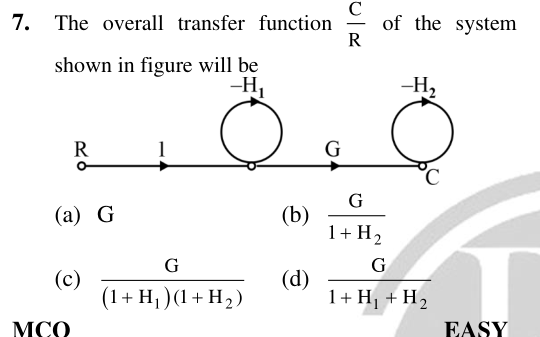 7. The overall transfer function C/R of the system
shown in figure will be
–H₁ –H₂
R 1 G
C
(a) G (b) G/(1 + H₂)
(c) G/((1 + H₁)(1 + H₂)) (d) G/(1 + H₁ + H₂)
MCQ EASY